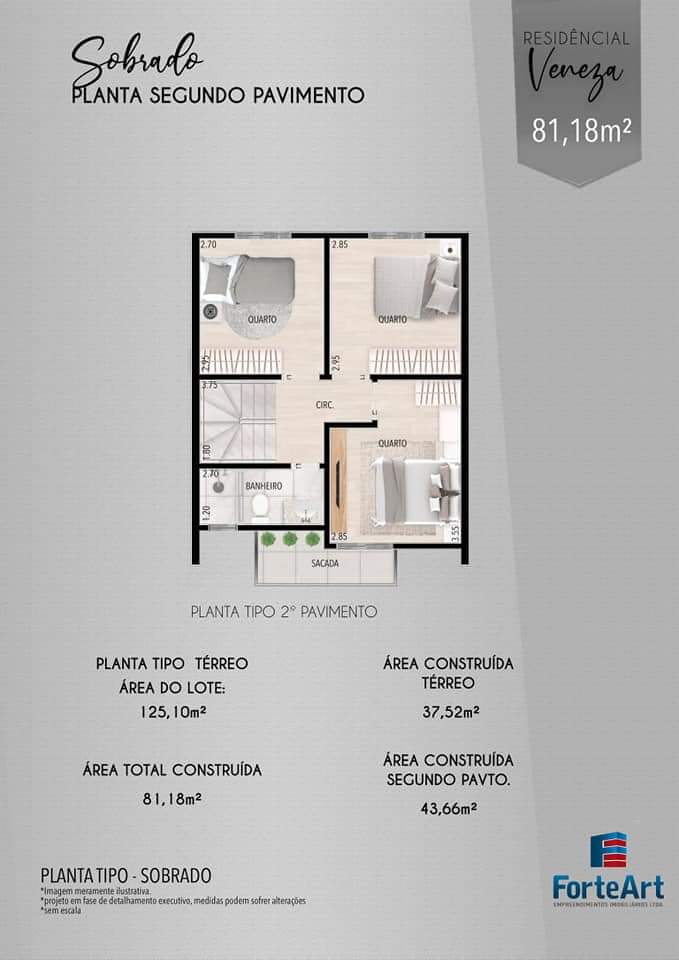 Sobrado
PLANTA SEGUNDO PAVIMENTO
RESIDÊNCIAL
Veneza
81,18m²
2.70
2.85
QUARTO
QUARTO
2.95
2.95
3.75
CIRC.
1.80
QUARTO
2.70
BANHEIRO
1.20
2.85
3.55
SACADA
PLANTA TIPO 2º PAVIMENTO
PLANTA TIPO TÉRREO
ÁREA DO LOTE:
125,10m²
ÁREA CONSTRUÍDA
TÉRREO
37,52m²
ÁREA TOTAL CONSTRUÍDA
81,18m²
ÁREA CONSTRUÍDA
SEGUNDO PAVTO.
43,66m²
PLANTA TIPO - SOBRADO
*Imagem meramente ilustrativa.
*projeto em fase de detalhamento executivo, medidas podem sofrer alterações
*sem escala
ForteArt
EMPREENDIMENTOS IMOBILIÁRIOS LTDA.